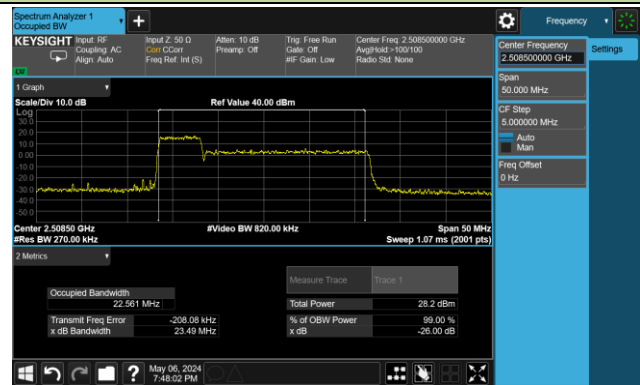 Spectrum Analyzer 1
Occupied BW
Frequency
KEYSIGHT
Input: RF
Coupling: AC
Align: Auto
Input Z: 50 Ω
Corr CCorr
Freq Ref: Int (S)
Atten: 10 dB
Preamp: Off
Trig: Free Run
Gate: Off
#IF Gain: Low
Center Freq: 2.508500000 GHz
Avg|Hold:>100/100
Radio Std: None
LW
Center Frequency
2.508500000 GHz
Settings
Span
50.000 MHz
CF Step
5.000000 MHz
Auto
Man
Freq Offset
0 Hz
1 Graph
Scale/Div 10.0 dB
Ref Value 40.00 dBm
Log
30.0
20.0
10.0
0.00
-10.0
-20.0
-30.0
-40.0
-50.0
Center 2.50850 GHz
#Video BW 820.00 kHz
Span 50 MHz
#Res BW 270.00 kHz
Sweep 1.07 ms (2001 pts)
2 Metrics
Measure Trace
Trace 1
Occupied Bandwidth
22.561 MHz
Total Power
28.2 dBm
Transmit Freq Error
-208.08 kHz
% of OBW Power
99.00 %
x dB Bandwidth
23.49 MHz
x dB
-26.00 dB
May 06, 2024
7:48:02 PM